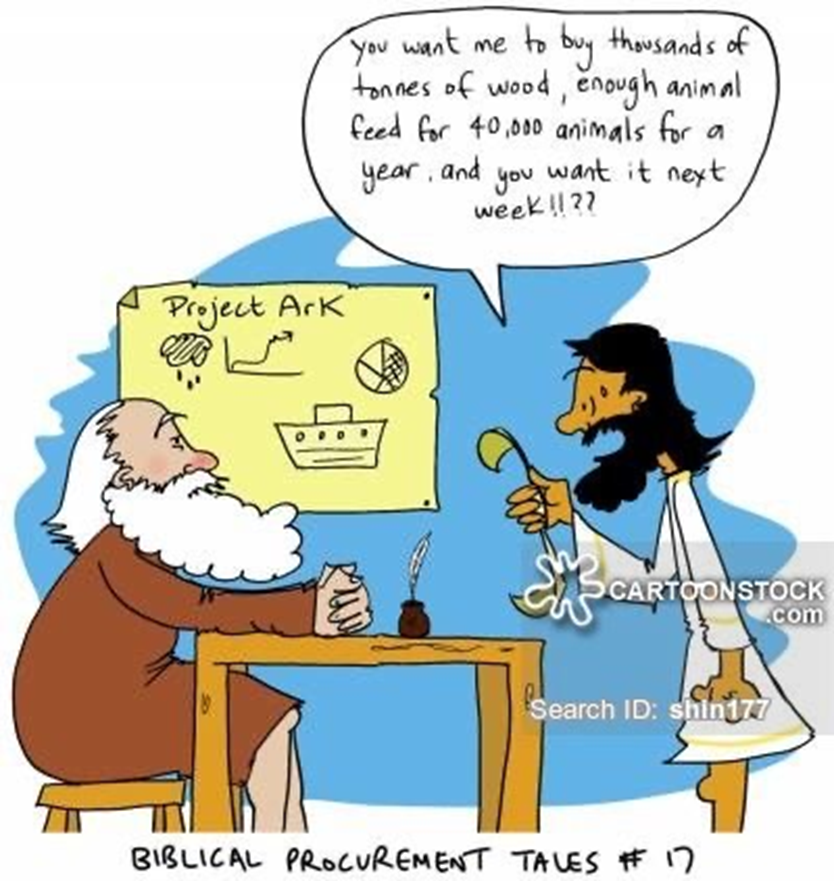 you want me to buy thousands of
tonnes of wood, enough animal
feed for 40,000 animals for a
year, and you want it next
week!!??
Project Ark
CARTOONSTOCK
.com
Search ID: shin177
BIBLICAL PROCUREMENT TALES # 17